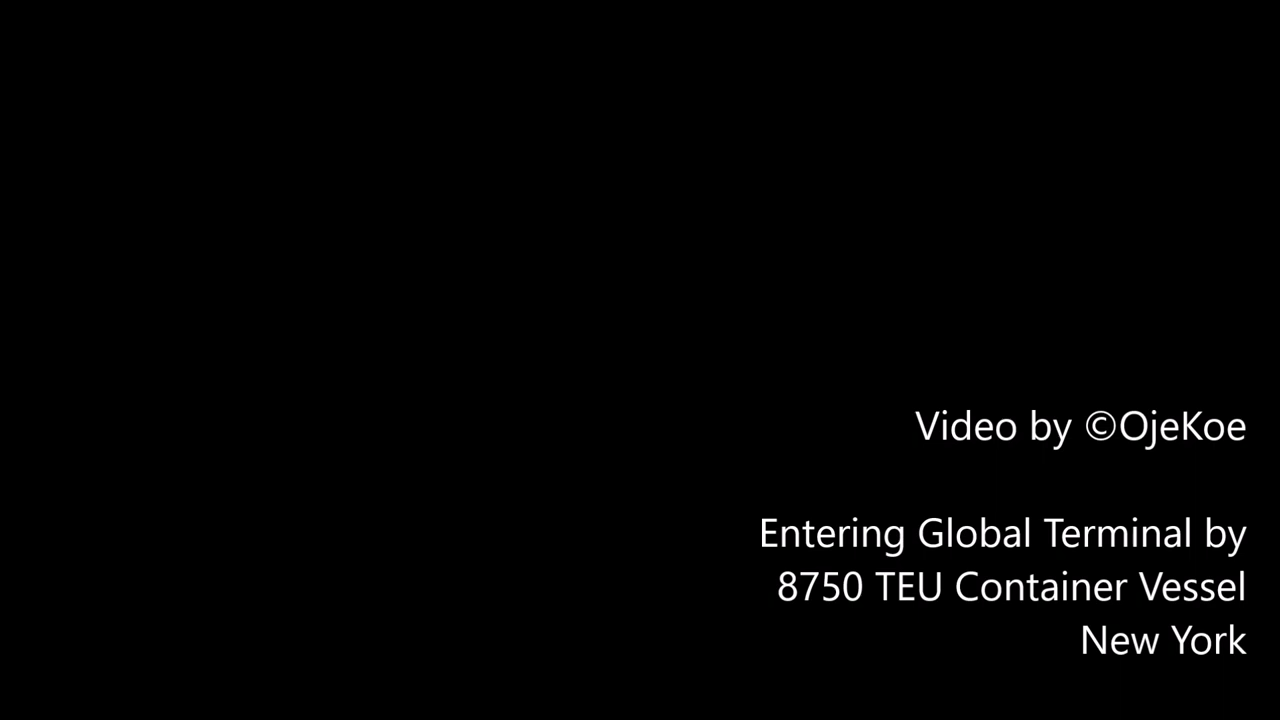 Video by ©OjeKoe
Entering Global Terminal by
8750 TEU Container Vessel
New York